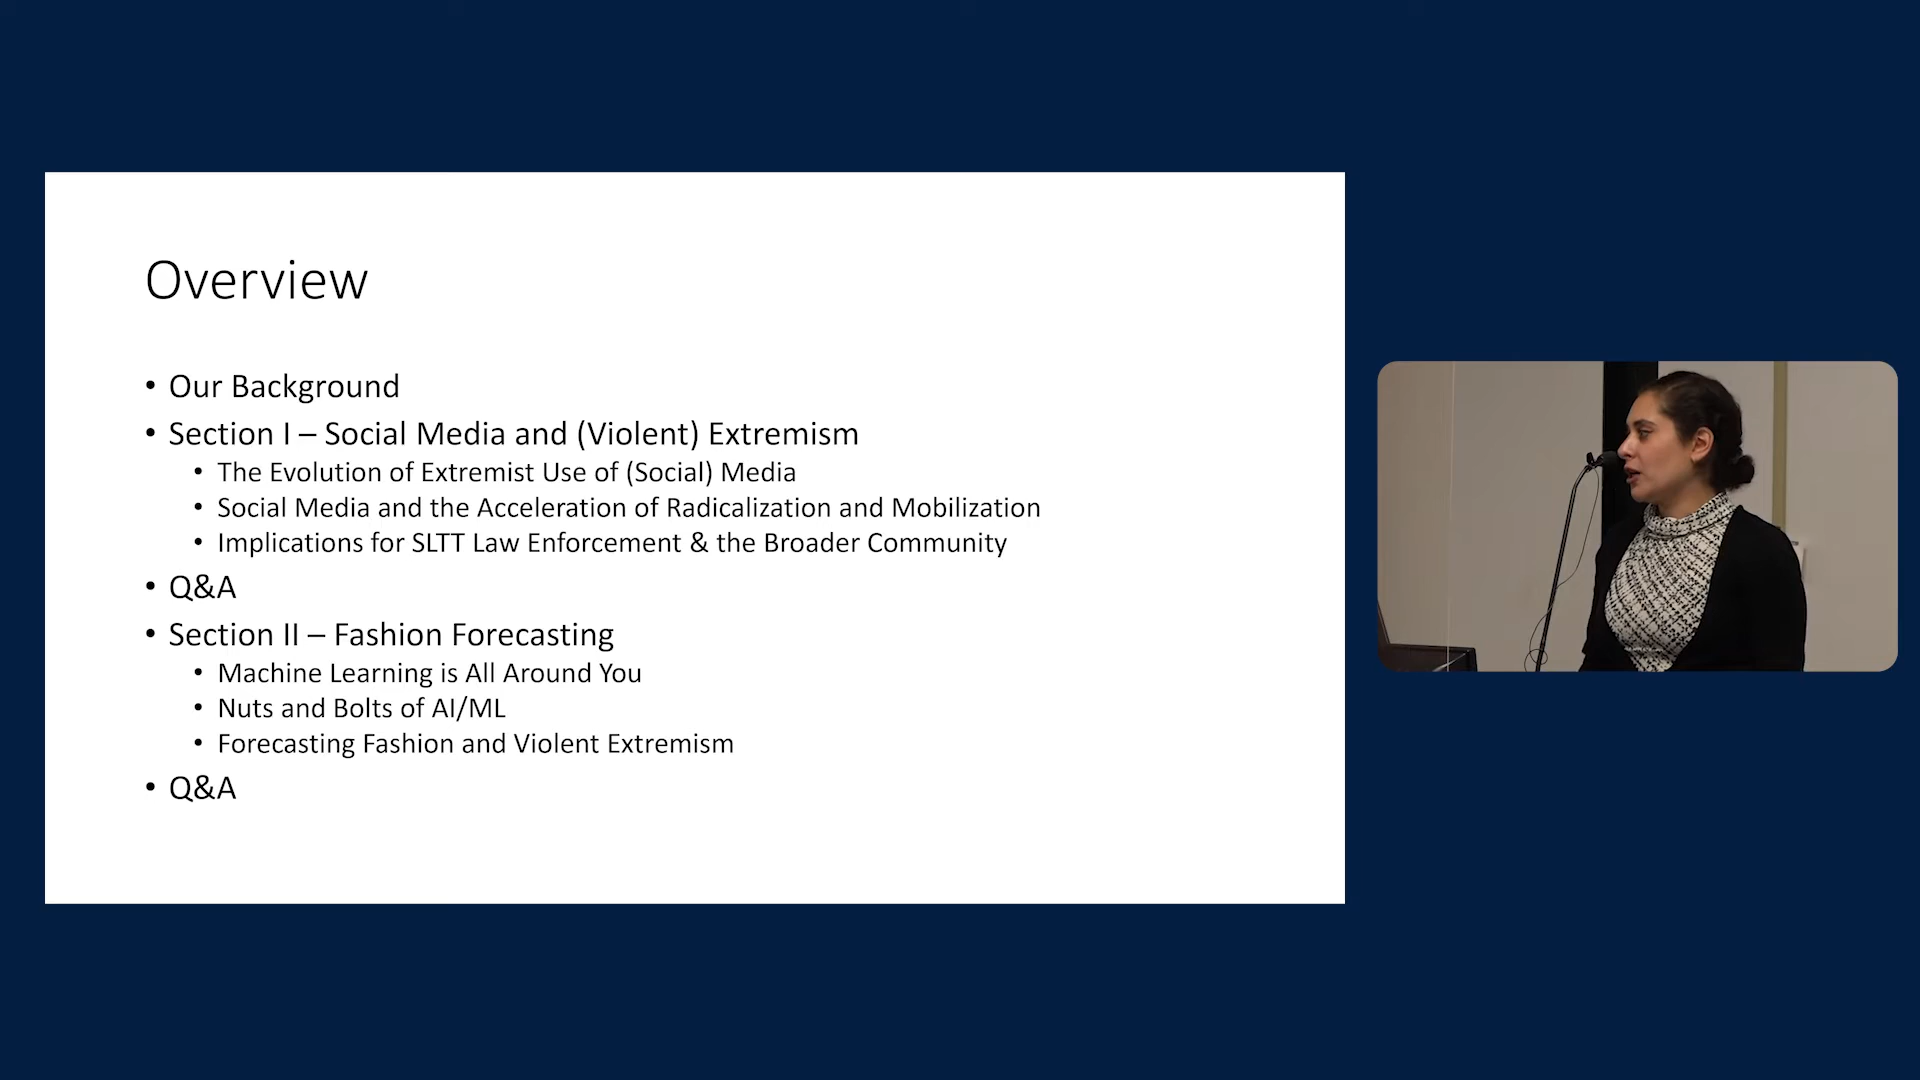 Overview
• Our Background
• Section I – Social Media and (Violent) Extremism
• The Evolution of Extremist Use of (Social) Media
• Social Media and the Acceleration of Radicalization and Mobilization
• Implications for SLTT Law Enforcement & the Broader Community
• Q&A
• Section II – Fashion Forecasting
• Machine Learning is All Around You
• Nuts and Bolts of AI/ML
• Forecasting Fashion and Violent Extremism
• Q&A